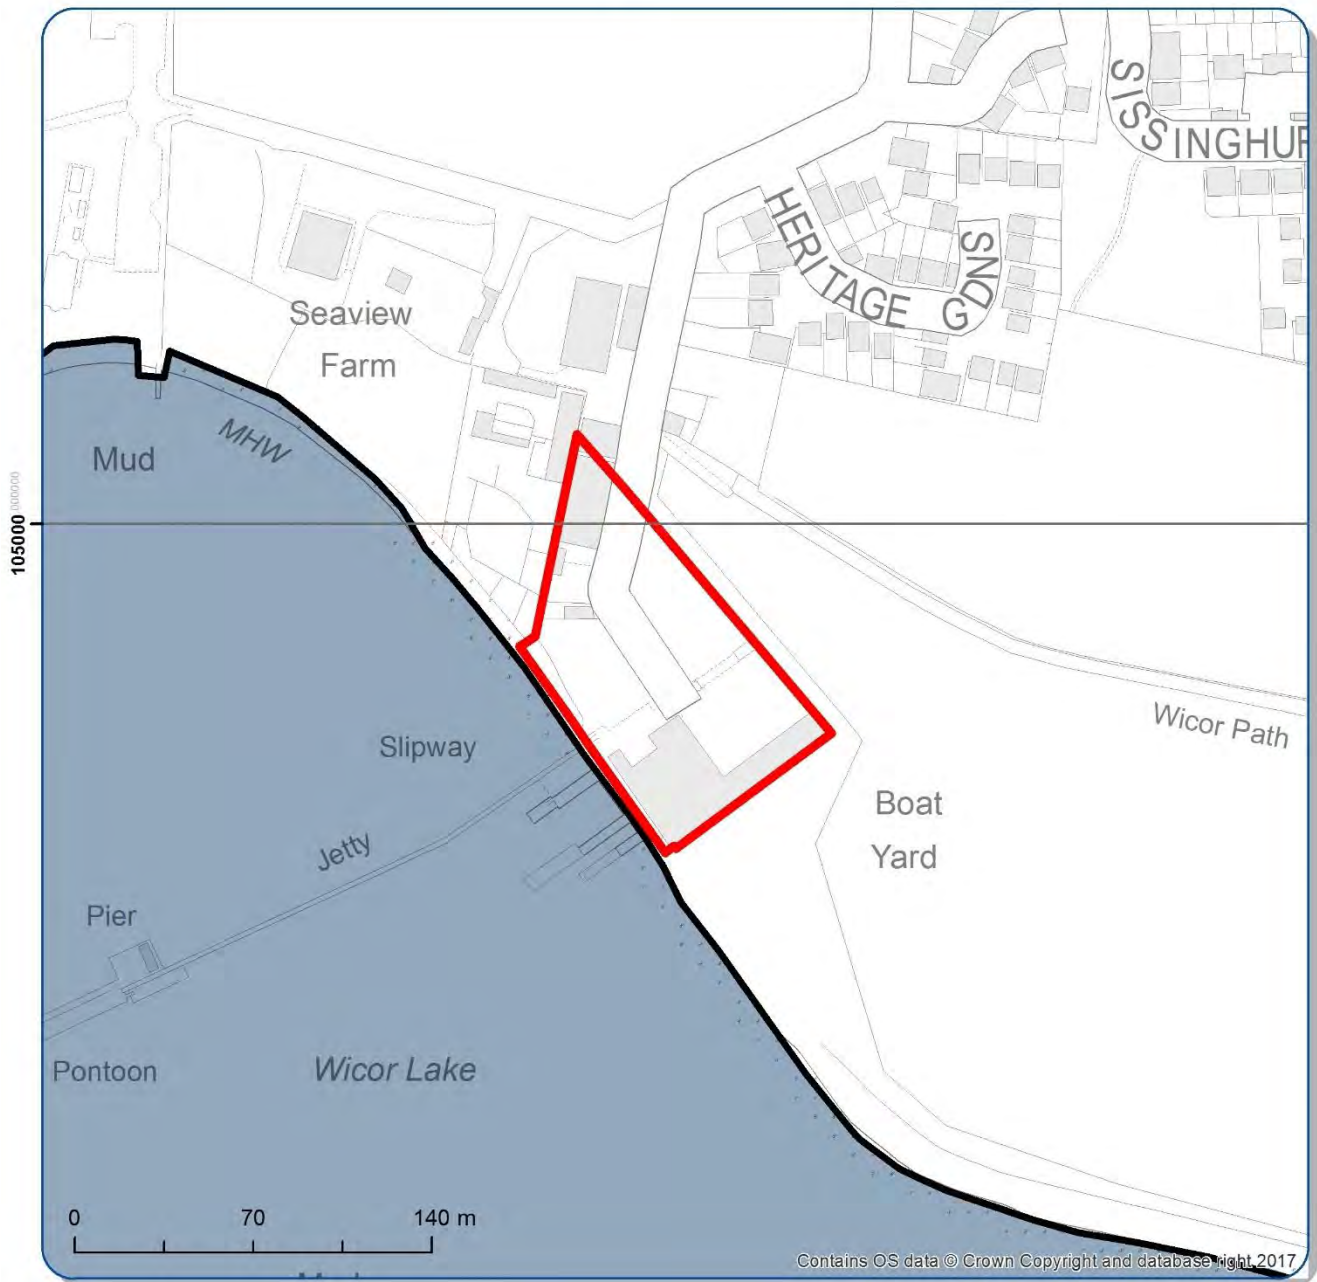 SISSINGHUR
HERITAGE GDNS
Seaview
Farm
MHW
Mud
000000
105000
Wicor Path
Slipway
Boat
Yard
Jetty
Pier
Pontoon
Wicor Lake
0 70 140 m
Contains OS data © Crown Copyright and database right 2017